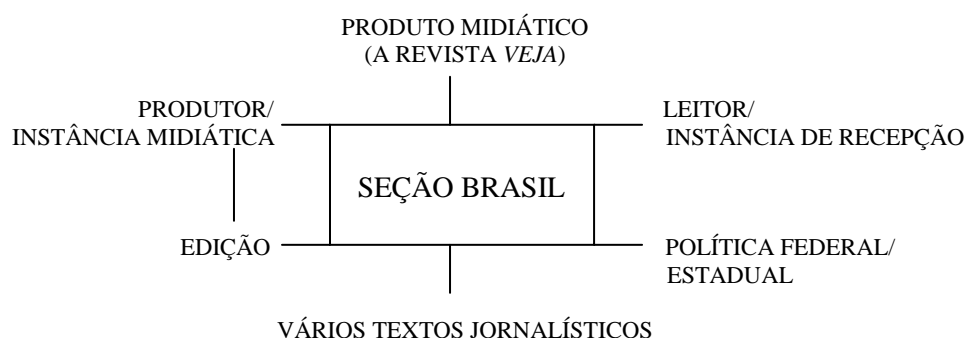 PRODUTO MIDIÁTICO
(A REVISTA VEJA)
PRODUTOR/
INSTÂNCIA MIDIÁTICA
LEITOR/
INSTÂNCIA DE RECEPÇÃO
SEÇÃO BRASIL
EDIÇÃO
POLÍTICA FEDERAL/
ESTADUAL
VÁRIOS TEXTOS JORNALÍSTICOS